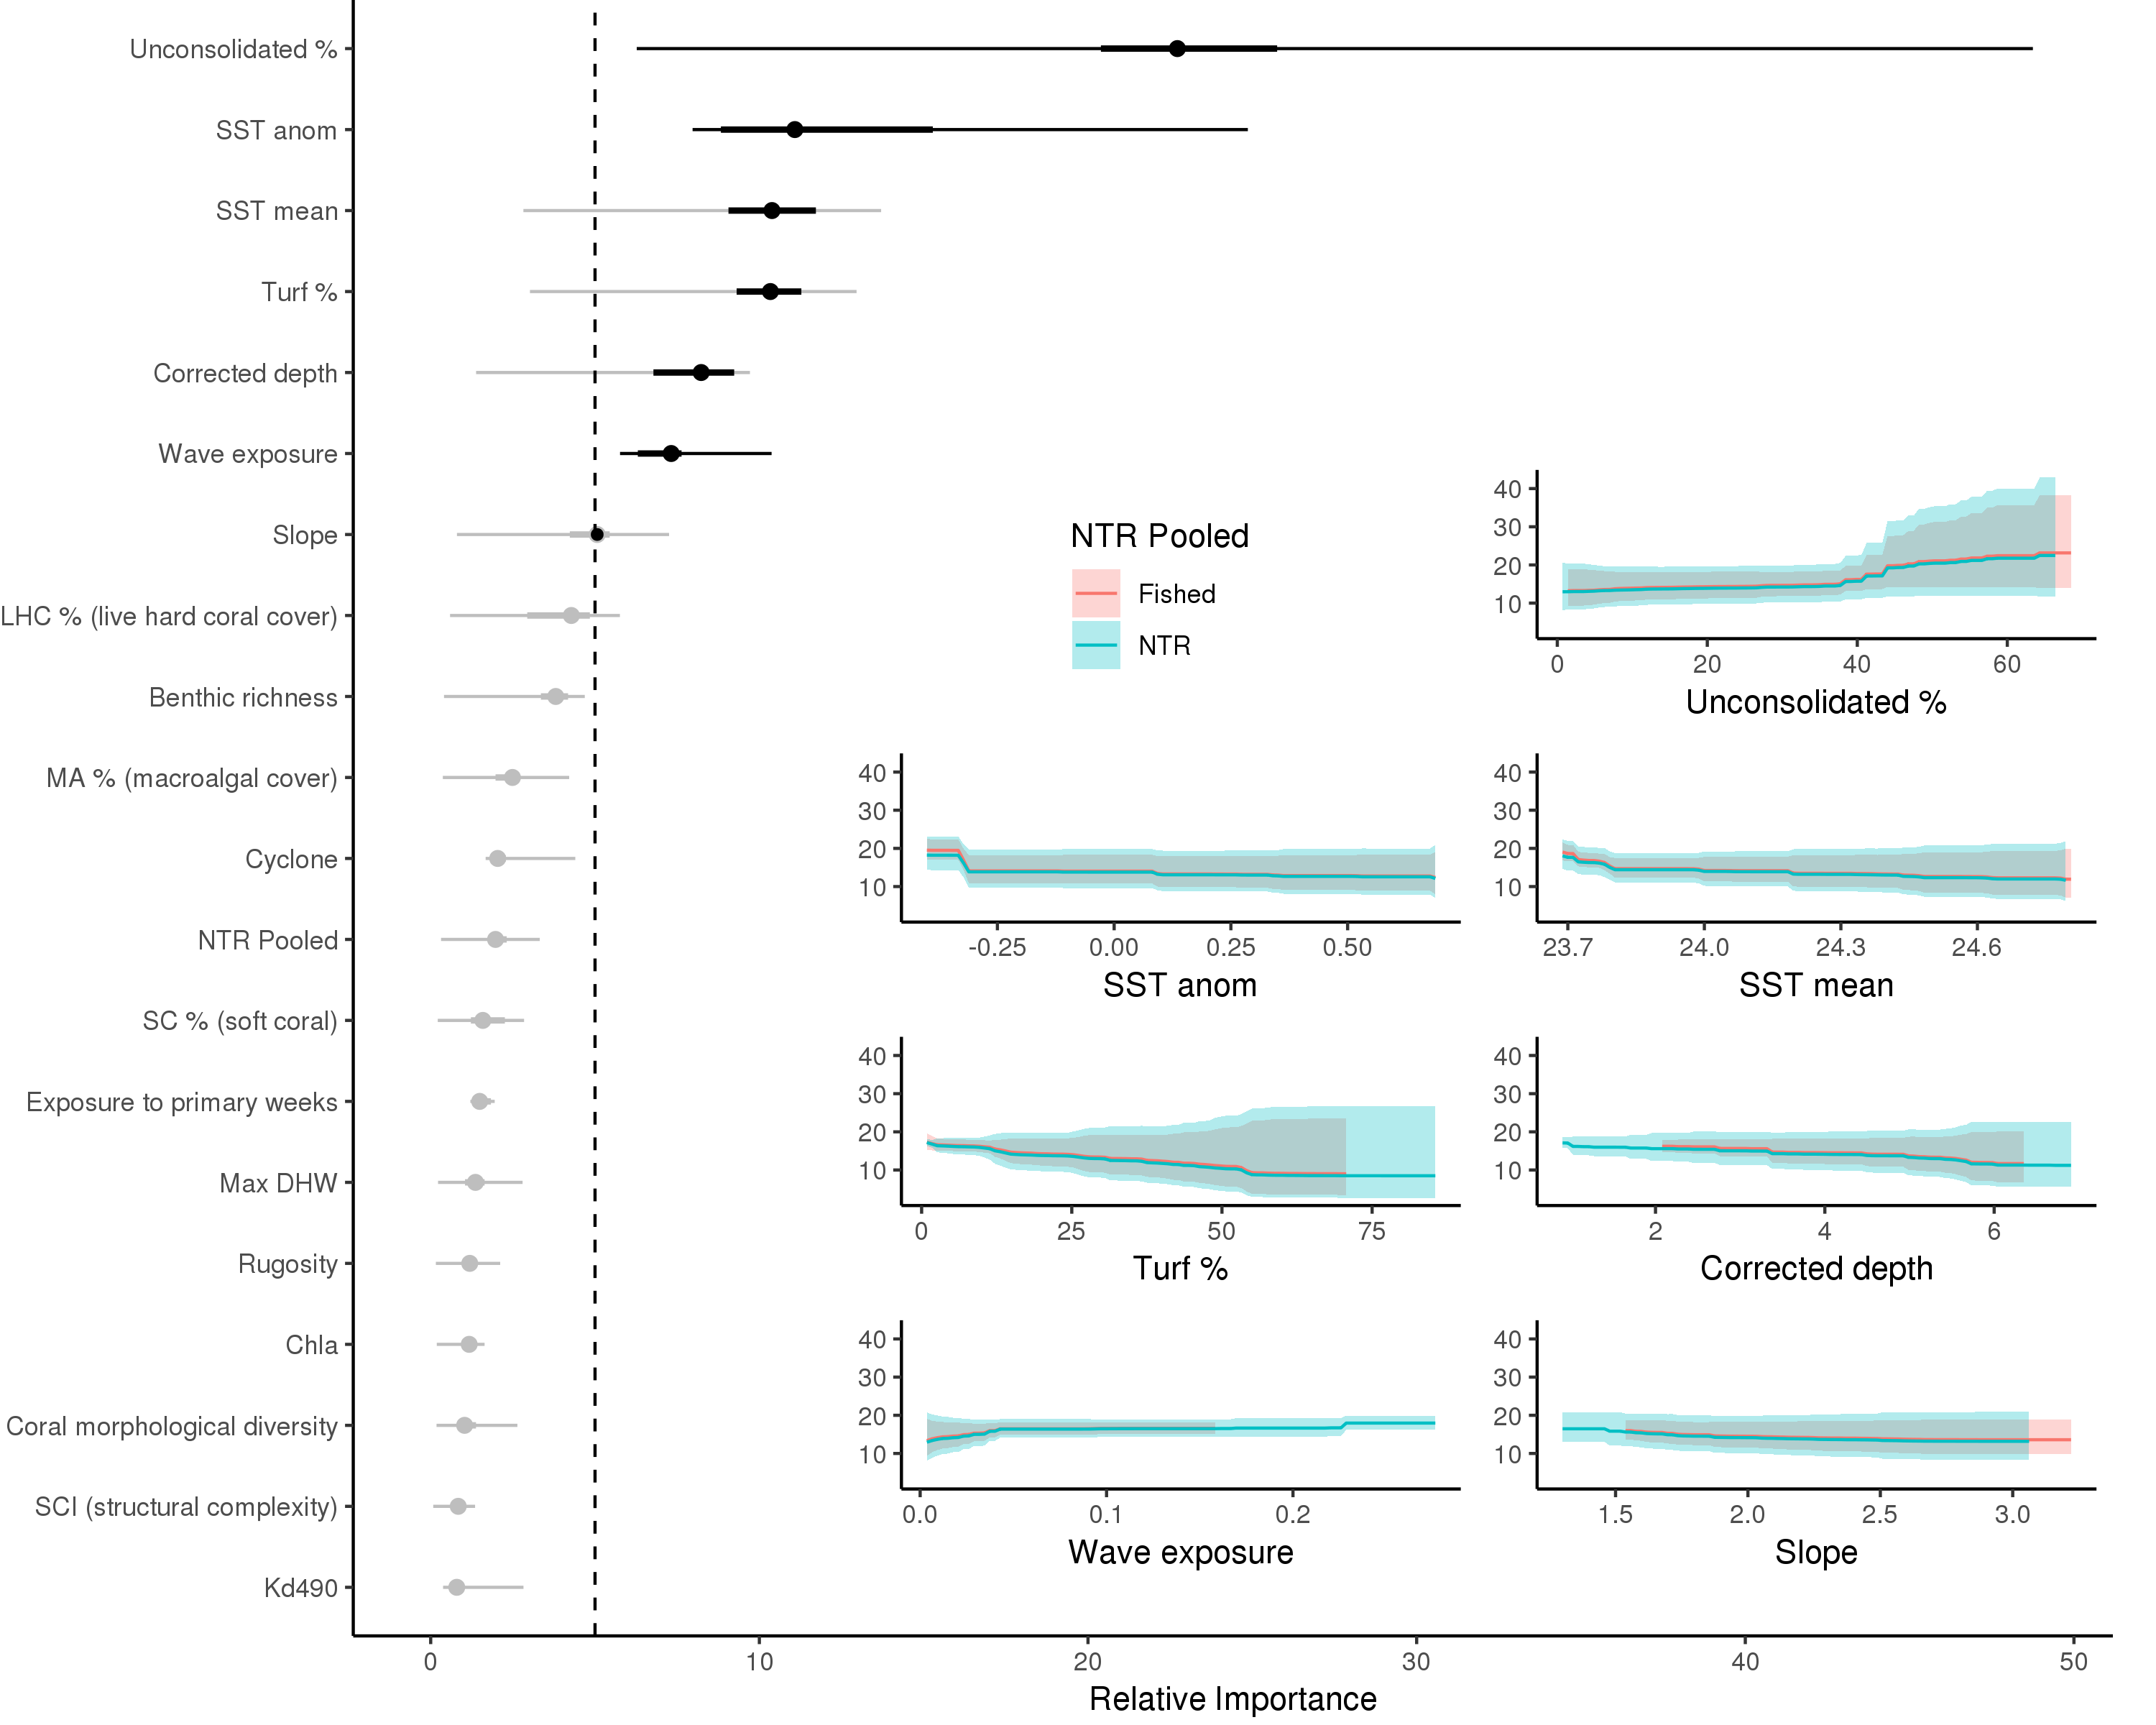 Unconsolidated %
SST anom
SST mean
Turf %
Corrected depth
Wave exposure
Slope
LHC % (live hard coral cover)
Benthic richness
MA % (macroalgal cover)
Cyclone
NTR Pooled
SC % (soft coral)
Exposure to primary weeks
Max DHW
Rugosity
Chla
Coral morphological diversity
SCI (structural complexity)
Kd490
0 10 20 30 40 50
Relative Importance
NTR Pooled
Fished
NTR
40
30
20
10
0 20 40 60
Unconsolidated %
40
30
20
10
-0.25 0.00 0.25 0.50
SST anom
40
30
20
10
23.7 24.0 24.3 24.6
SST mean
40
30
20
10
0 25 50 75
Turf %
40
30
20
10
2 4 6
Corrected depth
40
30
20
10
0.0 0.1 0.2
Wave exposure
40
30
20
10
1.5 2.0 2.5 3.0
Slope